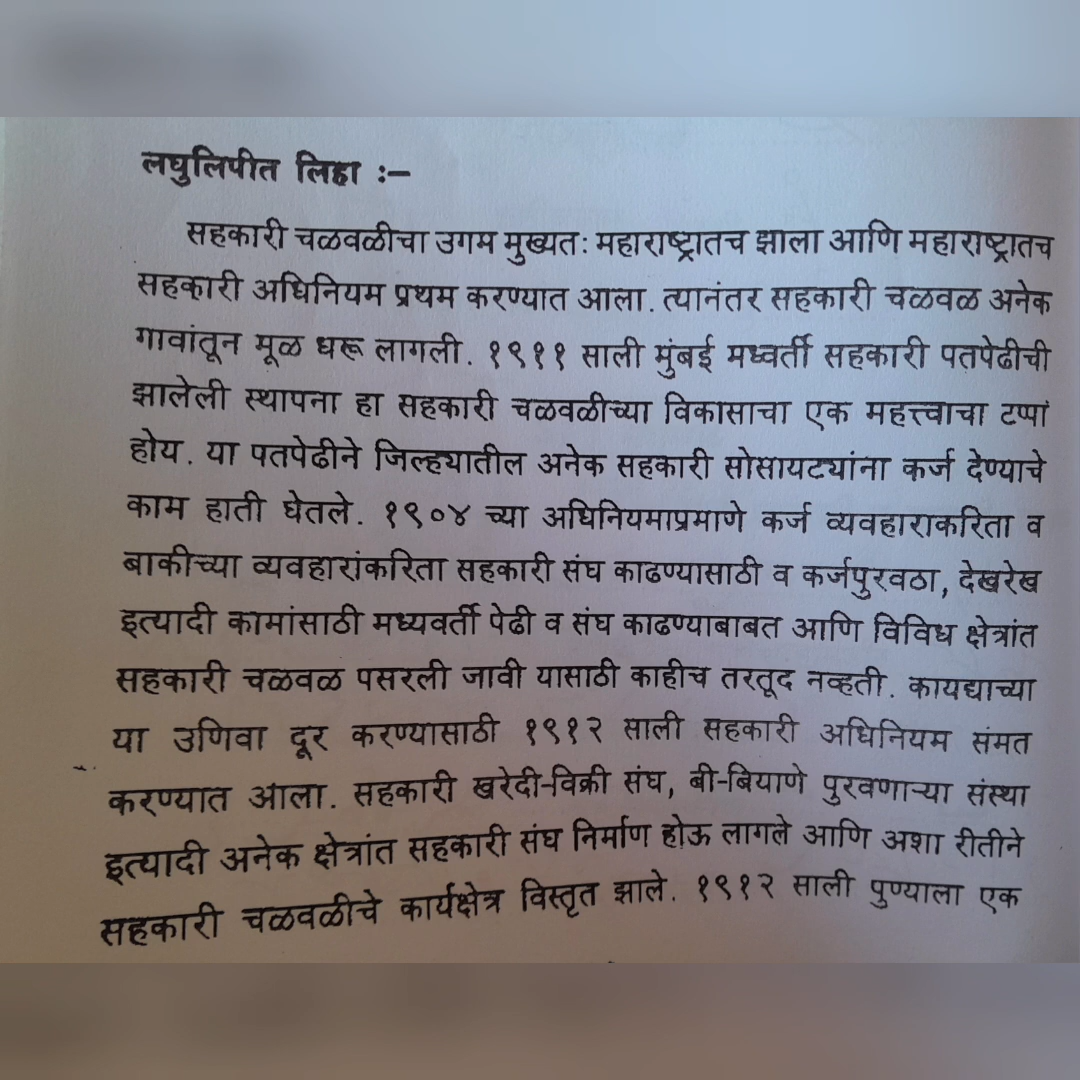 लघुलिपीत लिहा :–
सहकारी चळवळीचा उगम मुख्यतः महाराष्ट्रातच झाला आणि महाराष्ट्रातच
सहकारी अधिनियम प्रथम करण्यात आला. त्यानंतर सहकारी चळवळ अनेक
गावांतून मूळ धरू लागली. १९११ साली मुंबई मध्वर्ती सहकारी पतपेढीची
झालेली स्थापना हा सहकारी चळवळीच्या विकासाचा एक महत्त्वाचा टप्पा
होय. या पतपेढीने जिल्ह्यातील अनेक सहकारी सोसायट्यांना कर्ज देण्याचे
काम हाती घेतले. १९०४ च्या अधिनियमाप्रमाणे कर्ज व्यवहाराकरिता व
बाकीच्या व्यवहारांकरिता सहकारी संघ काढण्यासाठी व कर्जपुरवठा, देखरेख
इत्यादी कामांसाठी मध्यवर्ती पेढी व संघ काढण्याबाबत आणि विविध क्षेत्रांत
सहकारी चळवळ पसरली जावी यासाठी काहीच तरतूद नव्हती. कायद्याच्या
या उणिवा दूर करण्यासाठी १९१२ साली सहकारी अधिनियम संमत
करण्यात आला. सहकारी खरेदी-विक्री संघ, बी-बियाणे पुरवणाऱ्या संस्था
इत्यादी अनेक क्षेत्रांत सहकारी संघ निर्माण होऊ लागले आणि अशा रीतीने
सहकारी चळवळीचे कार्यक्षेत्र विस्तृत झाले. १९१२ साली पुण्याला एक